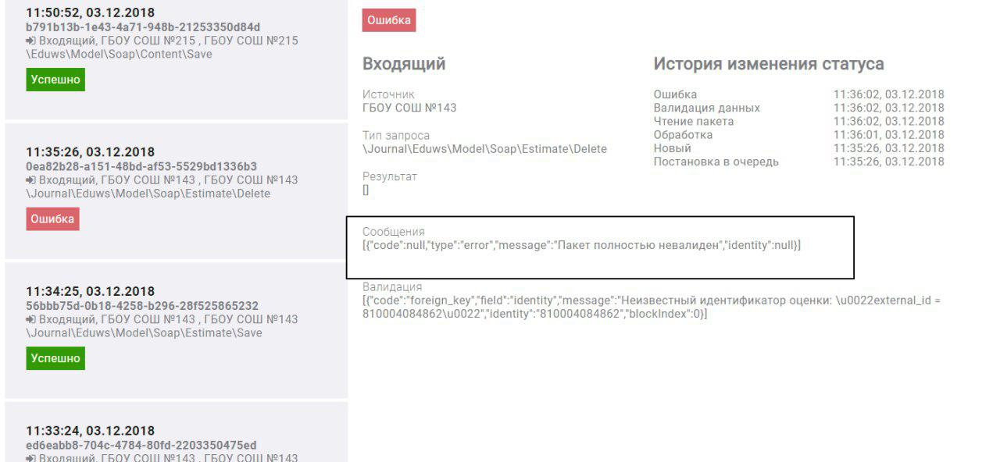 11:50:52, 03.12.2018
b791b13b-1e43-4a71-948b-21253350d84d
Входящий, ГБОУ СОШ №215 , ГБОУ СОШ №215
\Eduws\Model\Soap\Content\Save
Успешно
11:35:26, 03.12.2018
0ea82b28-a151-48bd-af53-5529bd1336b3
Входящий, ГБОУ СОШ №143 , ГБОУ СОШ №143
\Journal\Eduws\Model\Soap\Estimate\Delete
Ошибка
11:34:25, 03.12.2018
56bbb75d-0b18-4258-b296-28f525865232
Входящий, ГБОУ СОШ №143 , ГБОУ СОШ №143
\Journal\Eduws\Model\Soap\Estimate\Save
Успешно
11:33:24, 03.12.2018
ed6eabb8-704c-4784-80fd-2203350475ed
Входящий, ГБОУ СОШ №143 , ГБОУ СОШ №143
Ошибка
Входящий
Источник
ГБОУ СОШ №143
Тип запроса
\Journal\Eduws\Model\Soap\Estimate\Delete
Результат
[]
История изменения статуса
Ошибка 11:36:02, 03.12.2018
Валидация данных 11:36:02, 03.12.2018
Чтение пакета 11:36:02, 03.12.2018
Обработка 11:36:01, 03.12.2018
Новый 11:35:26, 03.12.2018
Постановка в очередь 11:35:26, 03.12.2018
Сообщения
[{"code":null,"type":"error","message":"Пакет полностью невалиден","identity":null}]
Валидация
[{"code":"foreign_key","field":"identity","message":"Неизвестный идентификатор оценки: \u0022external_id =
810004084862\u0022","identity":"810004084862","blockIndex":0}]